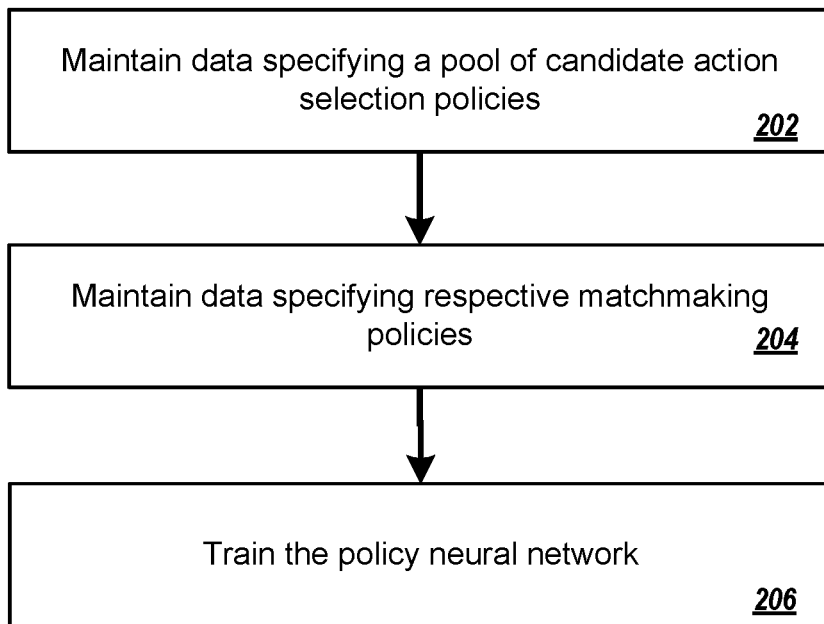 Maintain data specifying a pool of candidate action
selection policies
202
Maintain data specifying respective matchmaking
policies
204
Train the policy neural network
206